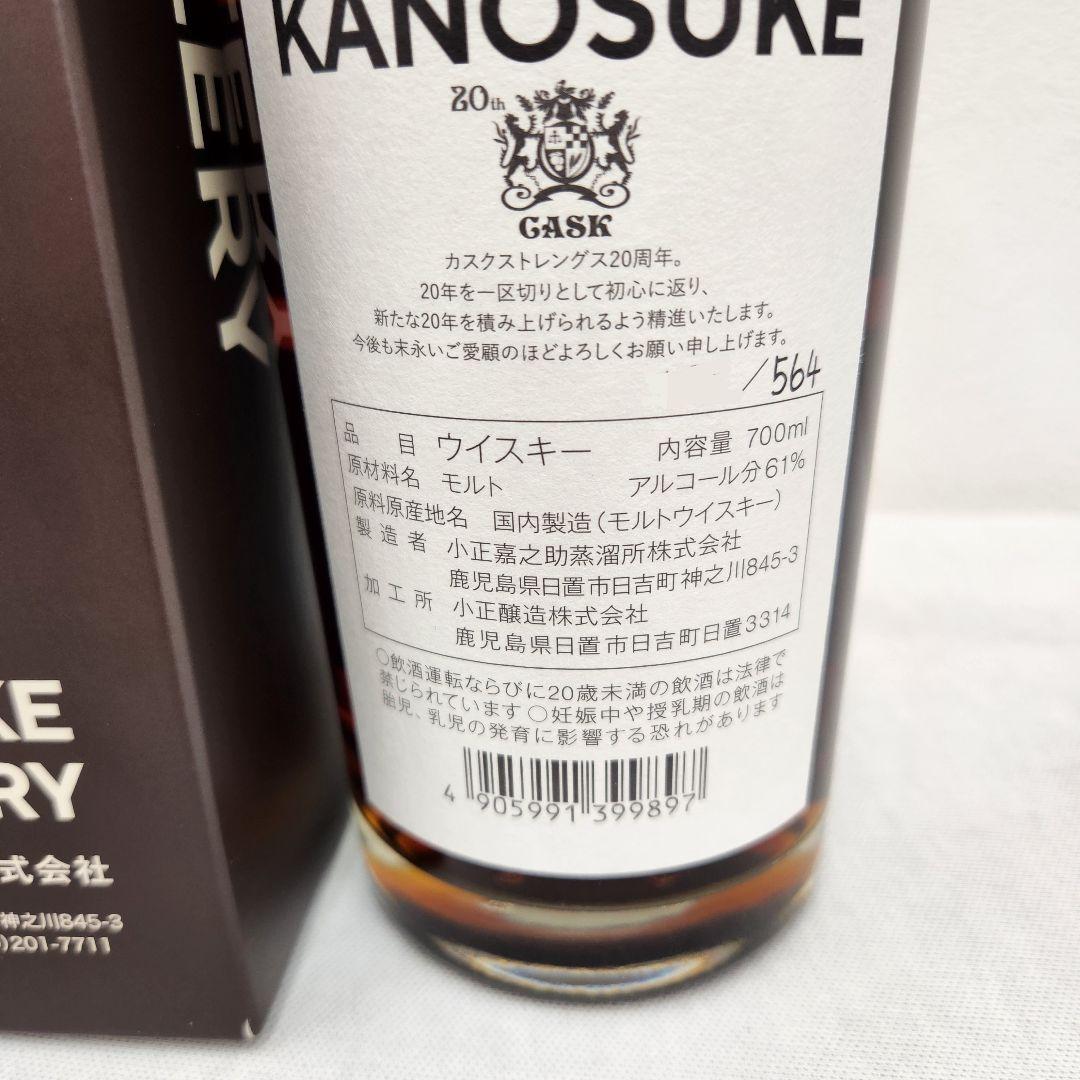 KANOSUKE
20th
CASK
カスクストレングス20周年。
20年を一区切りとして初心に返り、
新たな20年を積み上げられるよう精進いたします。
今後も末永いご愛顧のほどよろしくお願い申し上げます。
/564
品目 ウイスキー 内容量 700ml
原材料名 モルト アルコール分61%
原料原産地名 国内製造(モルトウイスキー)
製造者 小正嘉之助蒸溜所株式会社
鹿児島県日置市日吉町神之川845-3
加工所 小正醸造株式会社
鹿児島県日置市日吉町日置3314
○飲酒運転ならびに20歳未満の飲酒は法律で
禁じられています ○妊娠中や授乳期の飲酒は
胎児、乳児の発育に影響する恐れがあります
4 905991 399897
LERY
KE
RY
式会社
神之川845-3
)201-7711